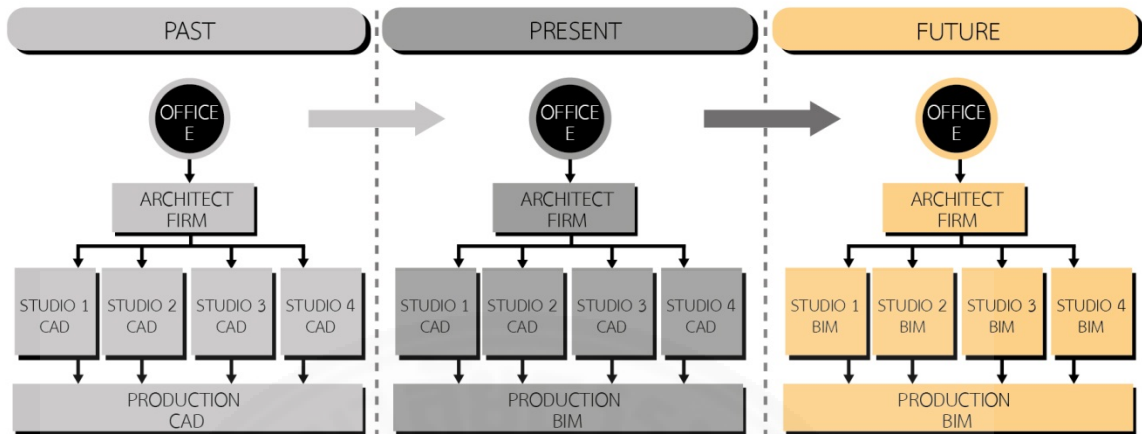 PAST
PRESENT
FUTURE
OFFICE
E
OFFICE
E
OFFICE
E
ARCHITECT
FIRM
ARCHITECT
FIRM
ARCHITECT
FIRM
STUDIO 1
CAD
STUDIO 2
CAD
STUDIO 3
CAD
STUDIO 4
CAD
STUDIO 1
CAD
STUDIO 2
CAD
STUDIO 3
CAD
STUDIO 4
CAD
STUDIO 1
BIM
STUDIO 2
BIM
STUDIO 3
BIM
STUDIO 4
BIM
PRODUCTION
CAD
PRODUCTION
BIM
PRODUCTION
BIM